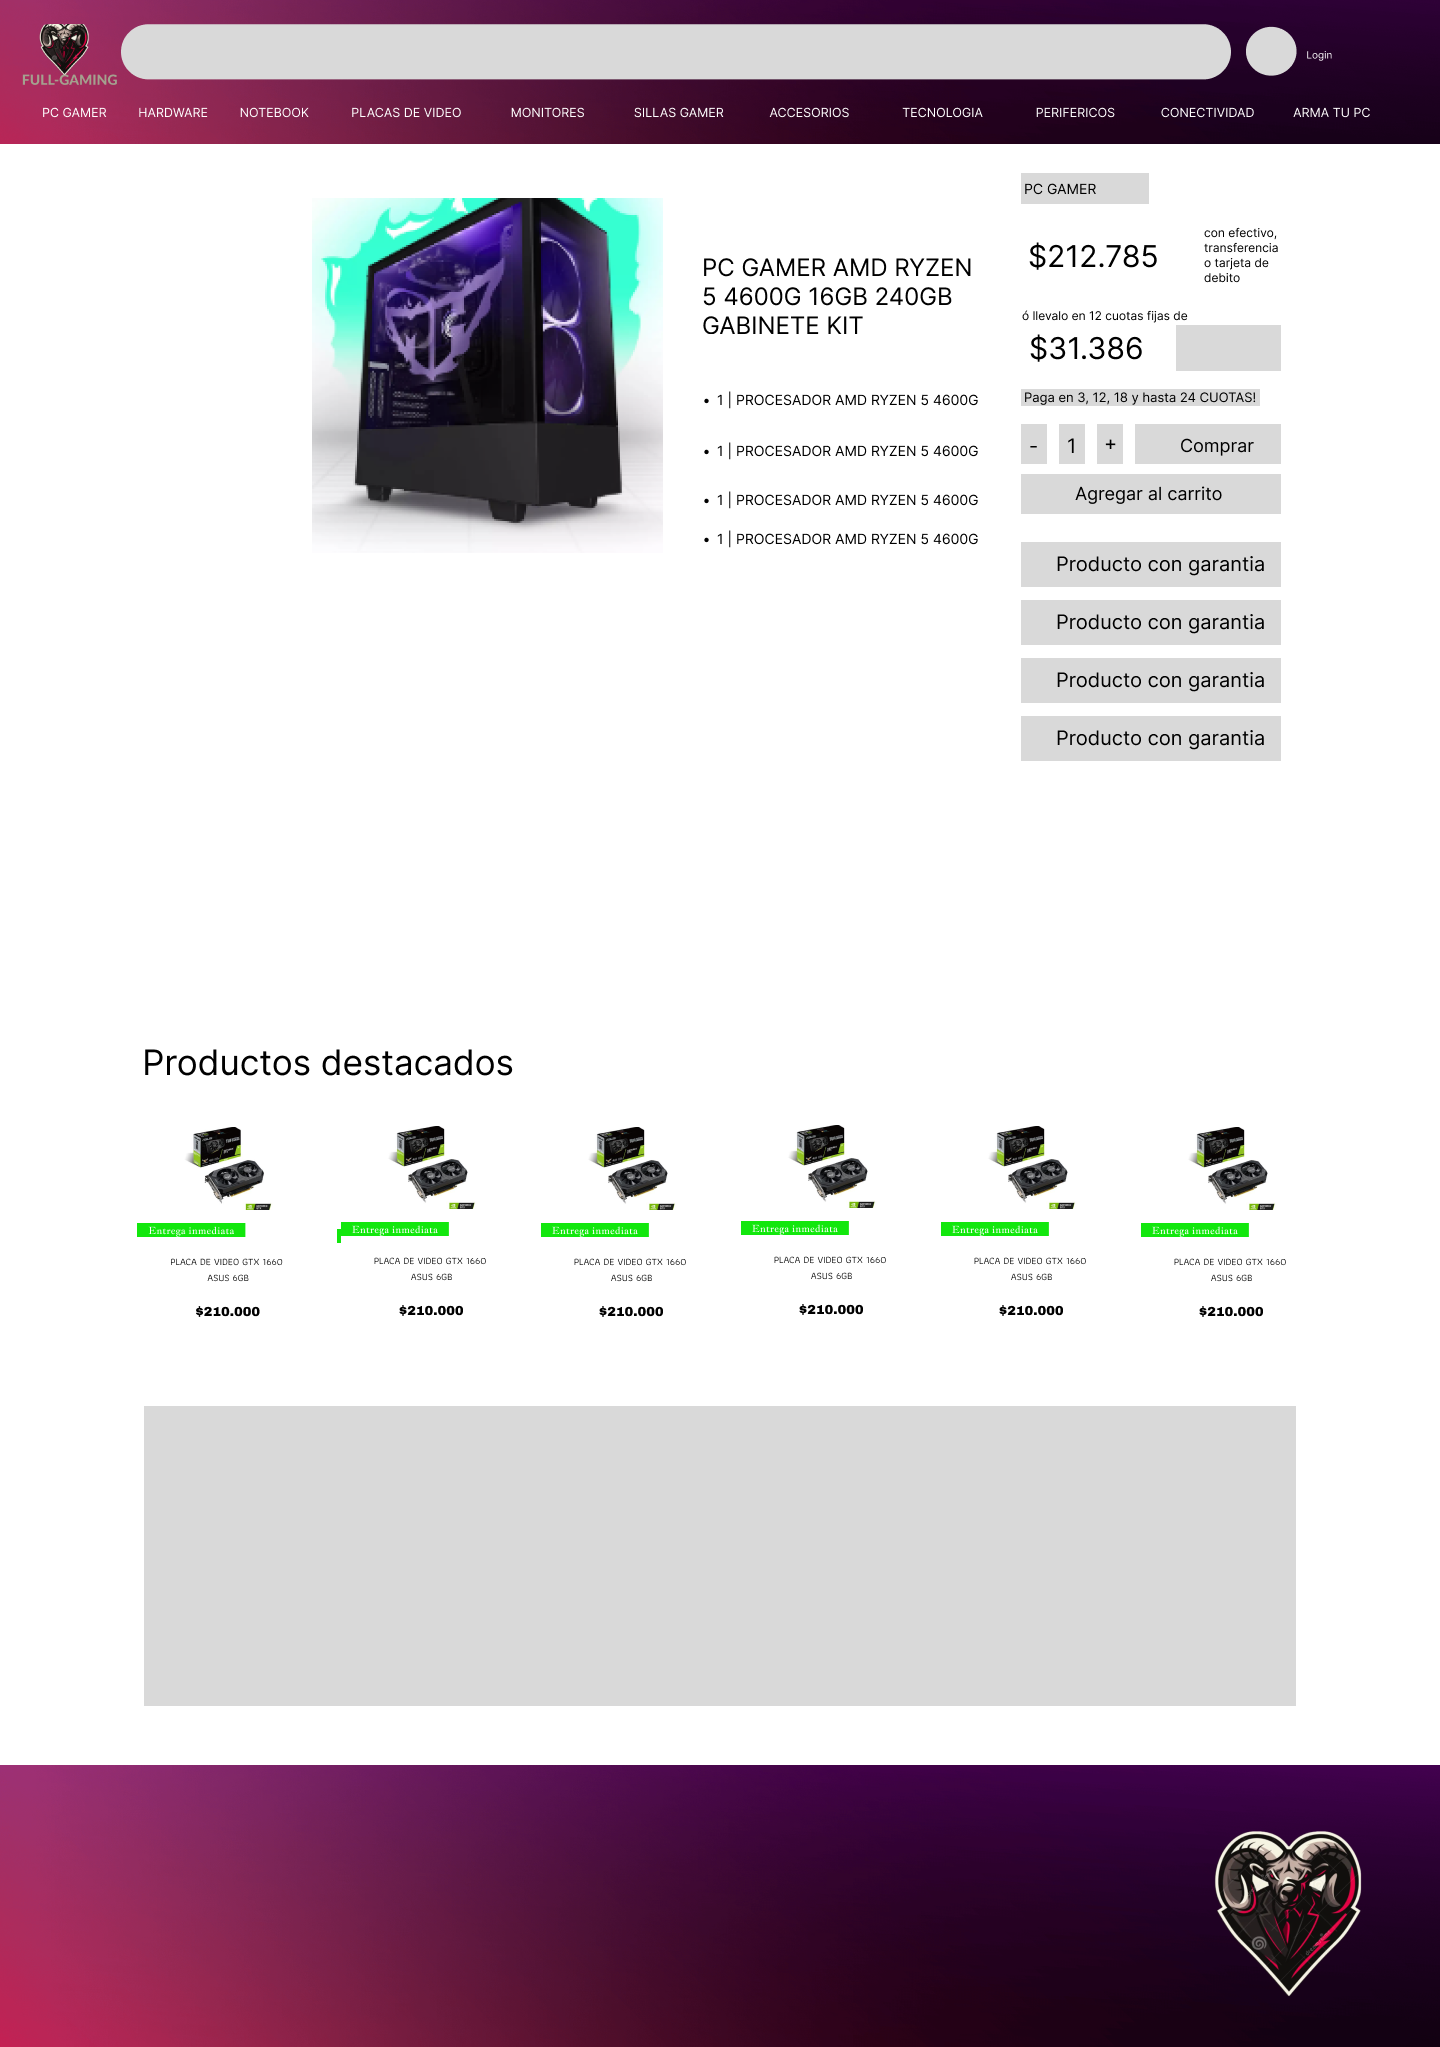 FULL-GAMING
Login
PC GAMER HARDWARE NOTEBOOK PLACAS DE VIDEO MONITORES SILLAS GAMER ACCESORIOS TECNOLOGIA PERIFERICOS CONECTIVIDAD ARMA TU PC
PC GAMER AMD RYZEN
5 4600G 16GB 240GB
GABINETE KIT
• 1 | PROCESADOR AMD RYZEN 5 4600G
• 1 | PROCESADOR AMD RYZEN 5 4600G
• 1 | PROCESADOR AMD RYZEN 5 4600G
• 1 | PROCESADOR AMD RYZEN 5 4600G
PC GAMER
$212.785
con efectivo,
transferencia
o tarjeta de
debito
ó llevalo en 12 cuotas fijas de
$31.386
Paga en 3, 12, 18 y hasta 24 CUOTAS!
- 1 + Comprar
Agregar al carrito
Producto con garantia
Producto con garantia
Producto con garantia
Producto con garantia
Productos destacados
Entrega inmediata
PLACA DE VIDEO GTX 1660
ASUS 6GB
$210.000
Entrega inmediata
PLACA DE VIDEO GTX 1660
ASUS 6GB
$210.000
Entrega inmediata
PLACA DE VIDEO GTX 1660
ASUS 6GB
$210.000
Entrega inmediata
PLACA DE VIDEO GTX 1660
ASUS 6GB
$210.000
Entrega inmediata
PLACA DE VIDEO GTX 1660
ASUS 6GB
$210.000
Entrega inmediata
PLACA DE VIDEO GTX 1660
ASUS 6GB
$210.000